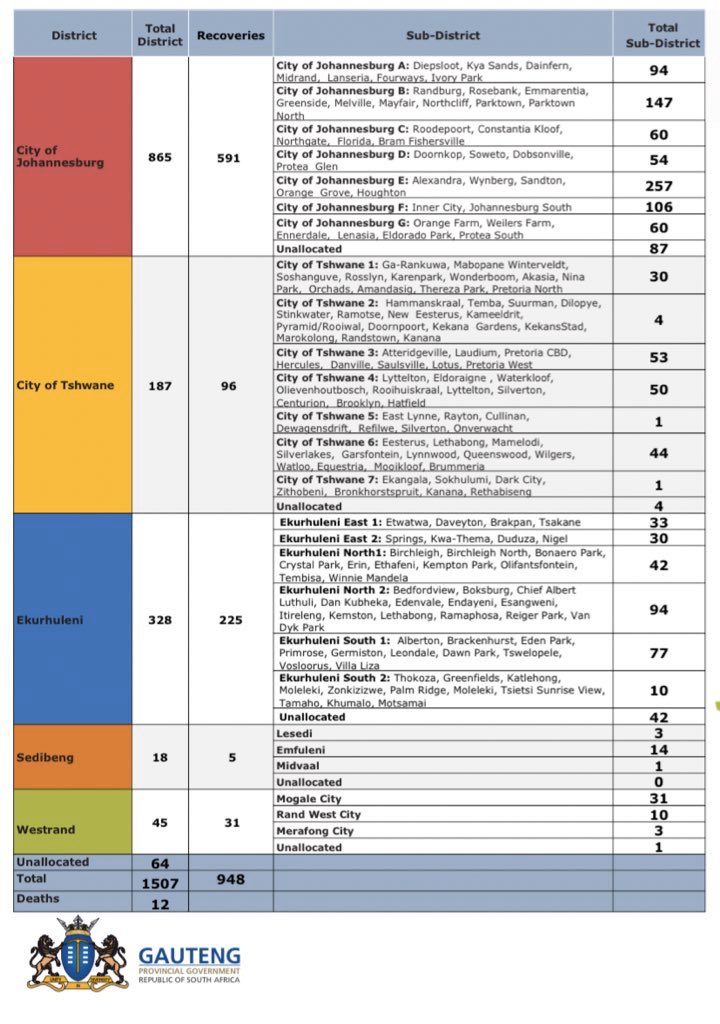 District
Total
District
Recoveries
Sub-District
Total
Sub-District
City of
Johannesburg
865
591
City of Johannesburg A: Diepsloot, Kya Sands, Dainfern,
Midrand, Lanseria, Fourways, Ivory Park
94
City of Johannesburg B: Randburg, Rosebank, Emmarentia,
Greenside, Melville, Mayfair, Northcliff, Parktown, Parktown
North
147
City of Johannesburg C: Roodepoort, Constantia Kloof,
Northgate, Florida, Bram Fishersville
60
City of Johannesburg D: Doornkop, Soweto, Dobsonville,
Protea Glen
54
City of Johannesburg E: Alexandra, Wynberg, Sandton,
Orange Grove, Houghton
257
City of Johannesburg F: Inner City, Johannesburg South
106
City of Johannesburg G: Orange Farm, Weilers Farm,
Ennerdale, Lenasia, Eldorado Park, Protea South
60
Unallocated
87
City of Tshwane
187
96
City of Tshwane 1: Ga-Rankuwa, Mabopane Winterveldt,
Soshanguve, Rosslyn, Karenpark, Wonderboom, Akasia, Nina
Park, Orchads, Amandasig, Thereza Park, Pretoria North
30
City of Tshwane 2: Hammanskraal, Temba, Suurman, Dilopye,
Stinkwater, Ramotse, New Eesterus, Kameeldrit,
Pyramid/Rooiwal, Doornpoort, Kekana Gardens, KekansStad,
Marokolong, Randstown, Kanana
4
City of Tshwane 3: Atteridgeville, Laudium, Pretoria CBD,
Hercules, Danville, Saulsville, Lotus, Pretoria West
53
City of Tshwane 4: Lyttelton, Eldoraigne , Waterkloof,
Olievenhoutbosch, Rooihuiskraal, Lyttelton, Silverton,
Centurion, Brooklyn, Hatfield
50
City of Tshwane 5: East Lynne, Rayton, Cullinan,
Dewagensdrift, Refilwe, Silverton, Onverwacht
1
City of Tshwane 6: Eesterus, Lethabong, Mamelodi,
Silverlakes, Garsfontein, Lynnwood, Queenswood, Wilgers,
Watloo, Equestria, Mooikloof, Brummeria
44
City of Tshwane 7: Ekangala, Sokhulumi, Dark City,
Zithobeni, Bronkhorstspruit, Kanana, Rethabiseng
1
Unallocated
4
Ekurhuleni
328
225
Ekurhuleni East 1: Etwatwa, Daveyton, Brakpan, Tsakane
33
Ekurhuleni East 2: Springs, Kwa-Thema, Duduza, Nigel
30
Ekurhuleni North1: Birchleigh, Birchleigh North, Bonaero Park,
Crystal Park, Erin, Ethafeni, Kempton Park, Olifantsfontein,
Tembisa, Winnie Mandela
42
Ekurhuleni North 2: Bedfordview, Boksburg, Chief Albert
Luthuli, Dan Kubheka, Edenvale, Endayeni, Esangweni,
Itireleng, Kemston, Lethabong, Ramaphosa, Reiger Park, Van
Dyk Park
94
Ekurhuleni South 1: Alberton, Brackenhurst, Eden Park,
Primrose, Germiston, Leondale, Dawn Park, Tswelopele,
Vosloorus, Villa Liza
77
Ekurhuleni South 2: Thokoza, Greenfields, Katlehong,
Moleleki, Zonkizizwe, Palm Ridge, Moleleki, Tsietsi Sunrise View,
Tamaho, Khumalo, Motsamai
10
Unallocated
42
Sedibeng
18
5
Lesedi
3
Emfuleni
14
Midvaal
1
Unallocated
0
Westrand
45
31
Mogale City
31
Rand West City
10
Merafong City
3
Unallocated
1
Unallocated
64
Total
1507
948
Deaths
12
GAUTENG
PROVINCIAL GOVERNMENT
REPUBLIC OF SOUTH AFRICA